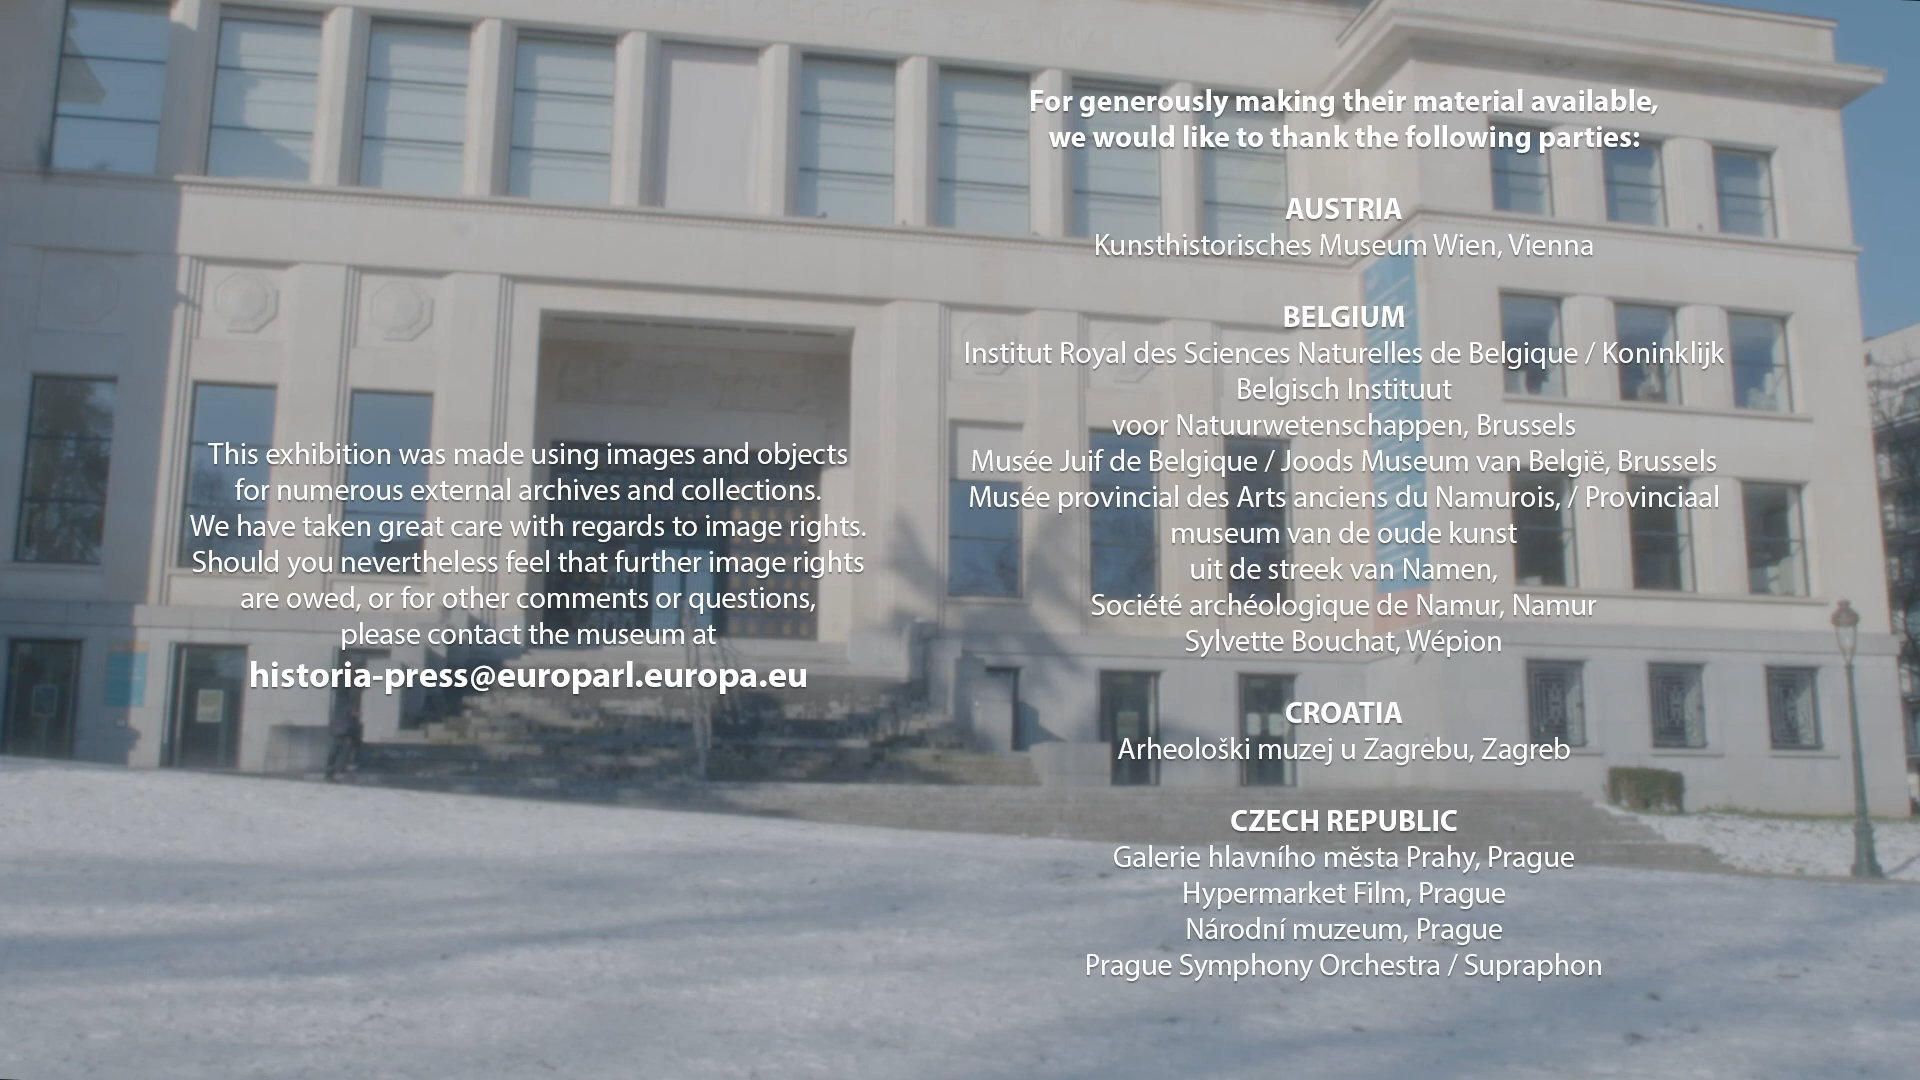 This exhibition was made using images and objects
for numerous external archives and collections.
We have taken great care with regards to image rights.
Should you nevertheless feel that further image rights
are owed, or for other comments or questions,
please contact the museum at
historia-press@europarl.europa.eu
For generously making their material available,
we would like to thank the following parties:
AUSTRIA
Kunsthistorisches Museum Wien, Vienna
BELGIUM
Institut Royal des Sciences Naturelles de Belgique / Koninklijk
Belgisch Instituut
voor Natuurwetenschappen, Brussels
Musée Juif de Belgique / Joods Museum van België, Brussels
Musée provincial des Arts anciens du Namurois, / Provinciaal
museum van de oude kunst
uit de streek van Namen,
Société archéologique de Namur, Namur
Sylvette Bouchat, Wépion
CROATIA
Arheološki muzej u Zagrebu, Zagreb
CZECH REPUBLIC
Galerie hlavního města Prahy, Prague
Hypermarket Film, Prague
Národní muzeum, Prague
Prague Symphony Orchestra / Supraphon